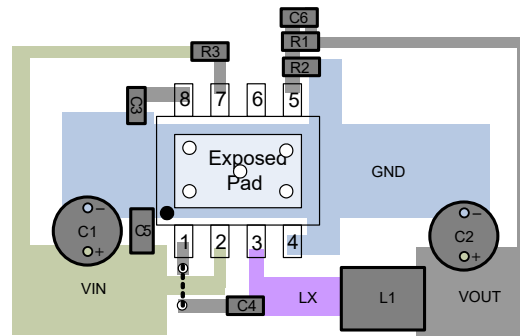 C6
R1
R3
R2
8 7 6 5
C3
Exposed
Pad
GND
C1 − +
C5
C2 − +
1 2 3 4
VIN
C4
LX
L1
VOUT